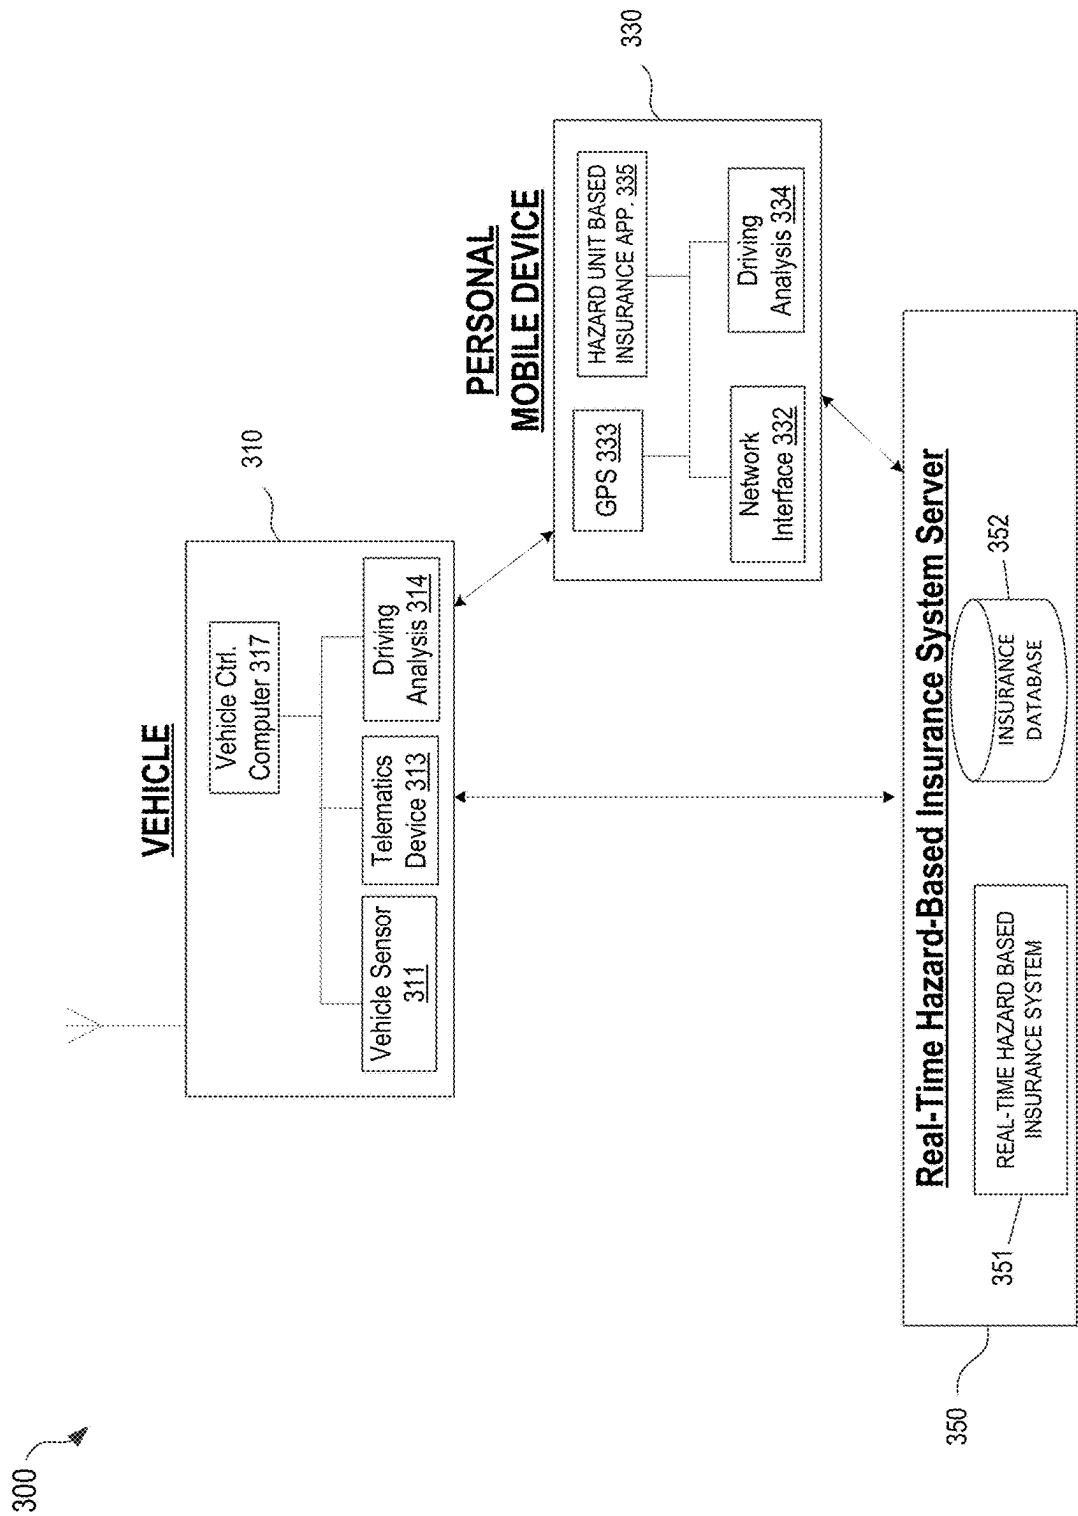 300
VEHICLE
310
Vehicle Ctrl.
Computer 317
Vehicle Sensor
311
Telematics
Device 313
Driving
Analysis 314
PERSONAL
MOBILE DEVICE
330
GPS 333
HAZARD UNIT BASED
INSURANCE APP. 335
Network
Interface 332
Driving
Analysis 334
350
Real-Time Hazard-Based Insurance System Server
351
REAL-TIME HAZARD BASED
INSURANCE SYSTEM
INSURANCE
DATABASE
352